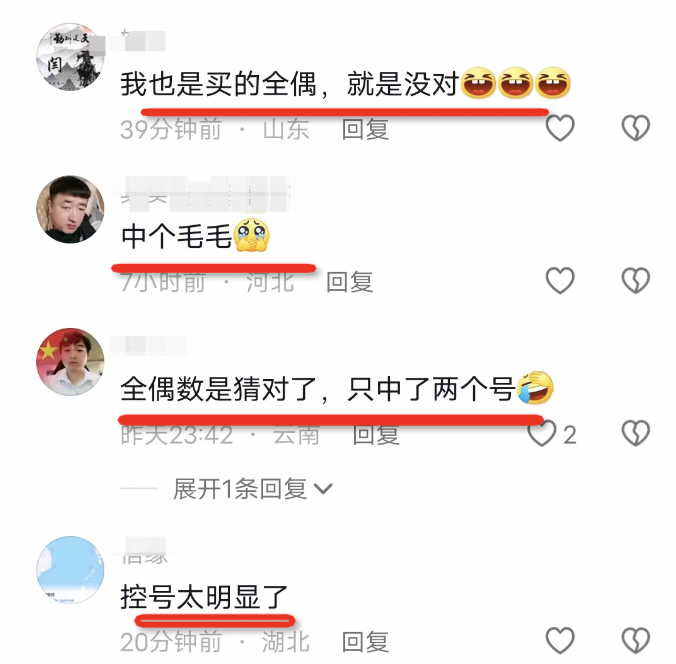 我也是买的全偶，就是没对
39分钟前 · 山东 回复
中个毛毛
7小时前 · 河北 回复
全偶数是猜对了，只中了两个号
昨天23:42 · 云南 回复 2
展开1条回复
控号太明显了
20分钟前 · 湖北 回复